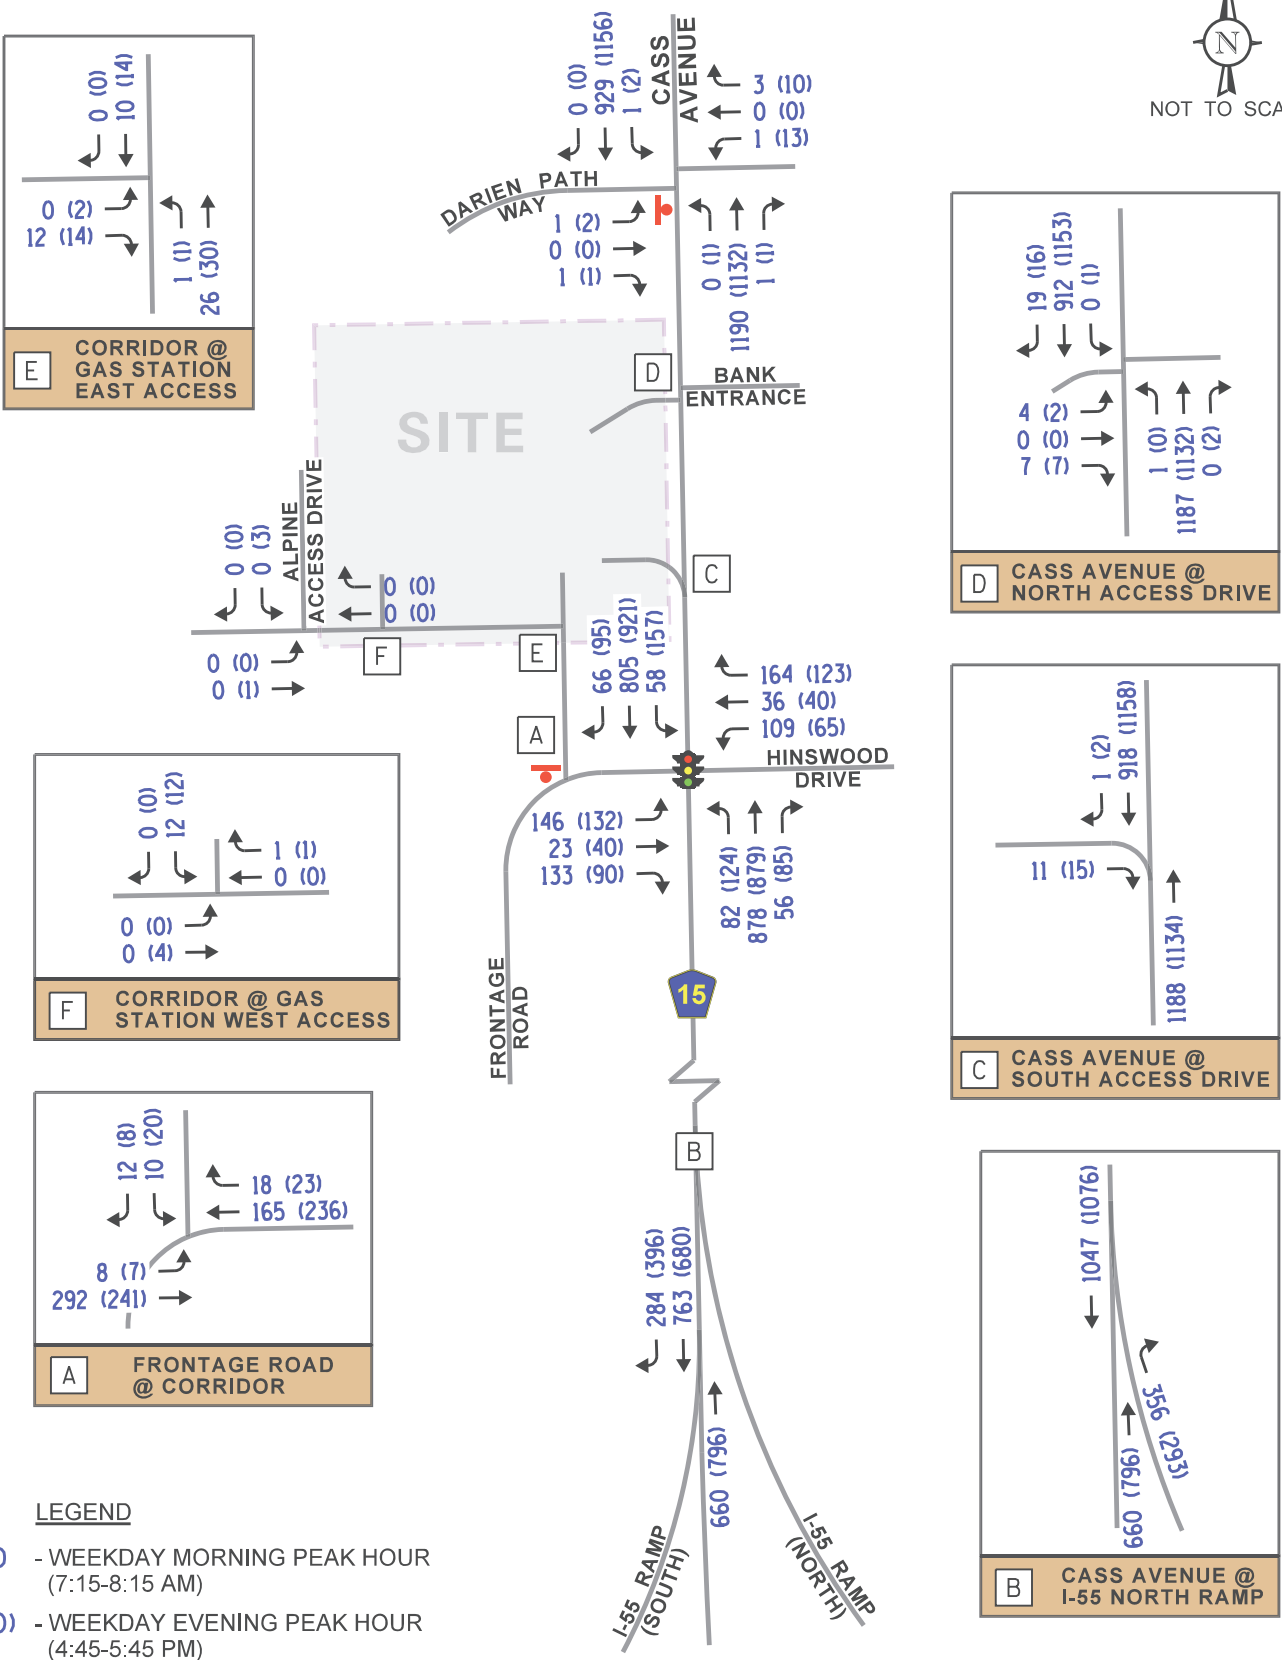 0 (0)
929 (1156)
1 (2)
CASS
AVENUE
3 (10)
0 (0)
1 (13)
N
NOT TO SCA
0 (0)
10 (14)
0 (2)
12 (14)
1 (1)
26 (30)
E
CORRIDOR @
GAS STATION
EAST ACCESS
DARIEN PATH
WAY
1 (2)
0 (0)
1 (1)
0 (1)
1190 (1132)
1 (1)
19 (16)
912 (1153)
0 (1)
4 (2)
0 (0)
7 (7)
1 (0)
1187 (1132)
0 (2)
D
CASS AVENUE @
NORTH ACCESS DRIVE
SITE
D
BANK
ENTRANCE
ALPINE
ACCESS DRIVE
0 (0)
0 (3)
0 (0)
0 (0)
0 (0)
0 (1)
F
E
C
66 (95)
805 (921)
58 (157)
164 (123)
36 (40)
109 (65)
A
HINSWOOD
DRIVE
146 (132)
23 (40)
133 (90)
82 (124)
878 (879)
56 (85)
1 (2)
918 (1158)
11 (15)
1188 (1134)
C
CASS AVENUE @
SOUTH ACCESS DRIVE
0 (0)
12 (12)
1 (1)
0 (0)
0 (0)
0 (4)
F
CORRIDOR @ GAS
STATION WEST ACCESS
FRONTAGE
ROAD
15
B
12 (8)
10 (20)
18 (23)
165 (236)
8 (7)
292 (241)
A
FRONTAGE ROAD
@ CORRIDOR
284 (396)
763 (680)
660 (796)
I-55 RAMP
(SOUTH)
I-55 RAMP
(NORTH)
1047 (1076)
356 (293)
660 (796)
B
CASS AVENUE @
I-55 NORTH RAMP
LEGEND
0 - WEEKDAY MORNING PEAK HOUR
(7:15-8:15 AM)
0) - WEEKDAY EVENING PEAK HOUR
(4:45-5:45 PM)